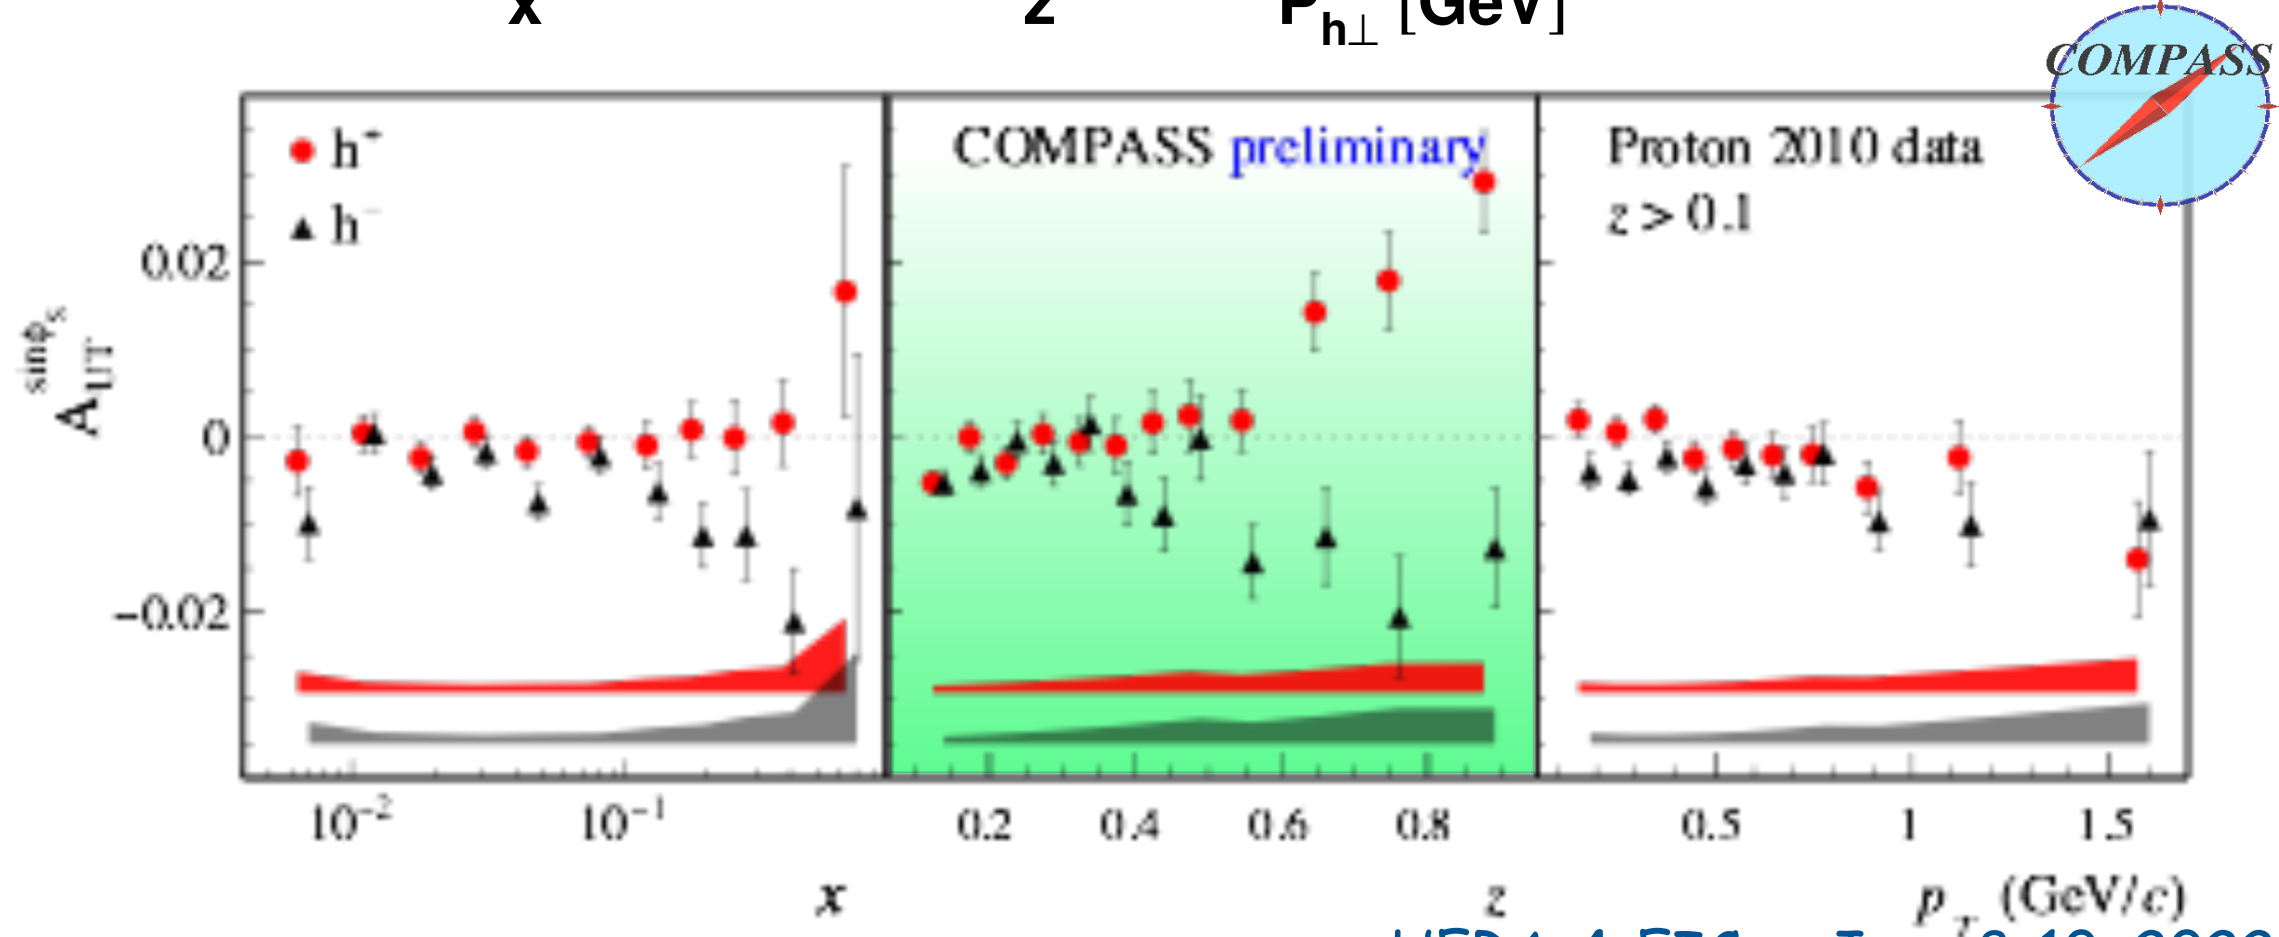 x z P_h⊥ [GeV]
COMPASS
h⁺ COMPASS preliminary Proton 2010 data
h⁻ z > 0.1
A_UT^sinϕ_S
0.02
0
−0.02
10⁻² 10⁻¹ 0.2 0.4 0.6 0.8 0.5 1 1.5
x z p_T (GeV/c)